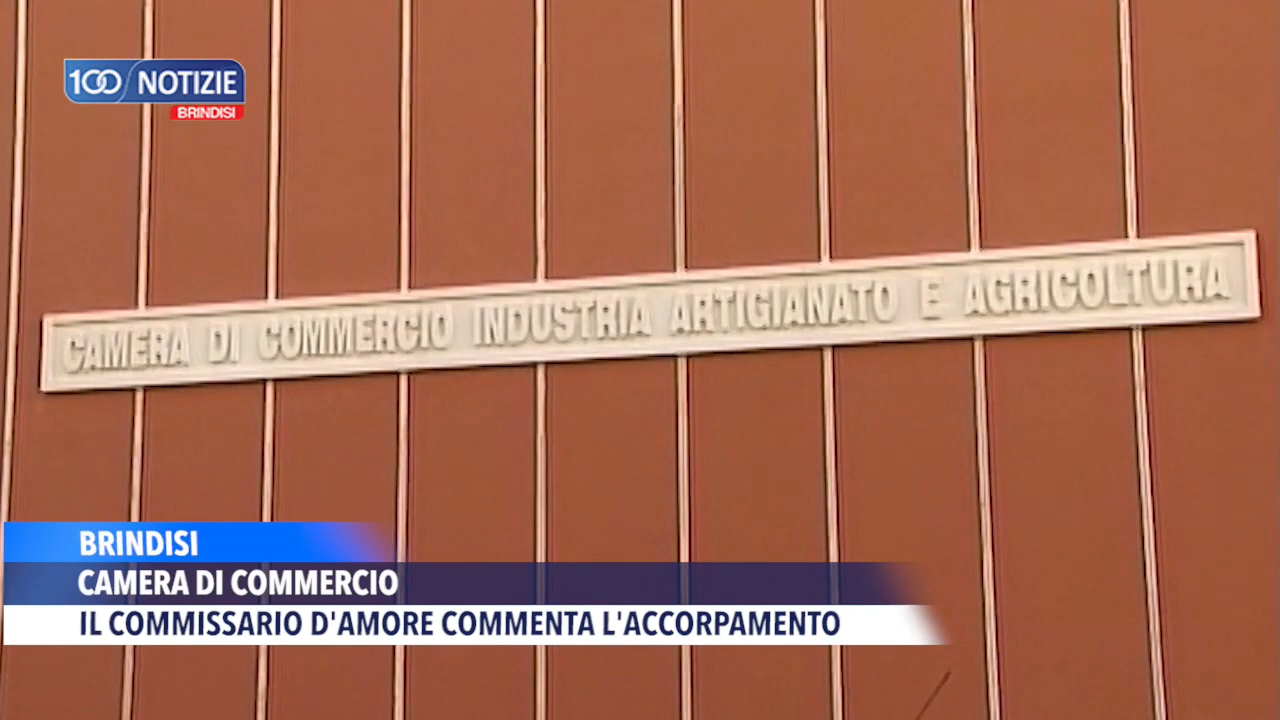 100 NOTIZIE
BRINDISI
CAMERA DI COMMERCIO INDUSTRIA ARTIGIANATO E AGRICOLTURA
BRINDISI
CAMERA DI COMMERCIO
IL COMMISSARIO D'AMORE COMMENTA L'ACCORPAMENTO